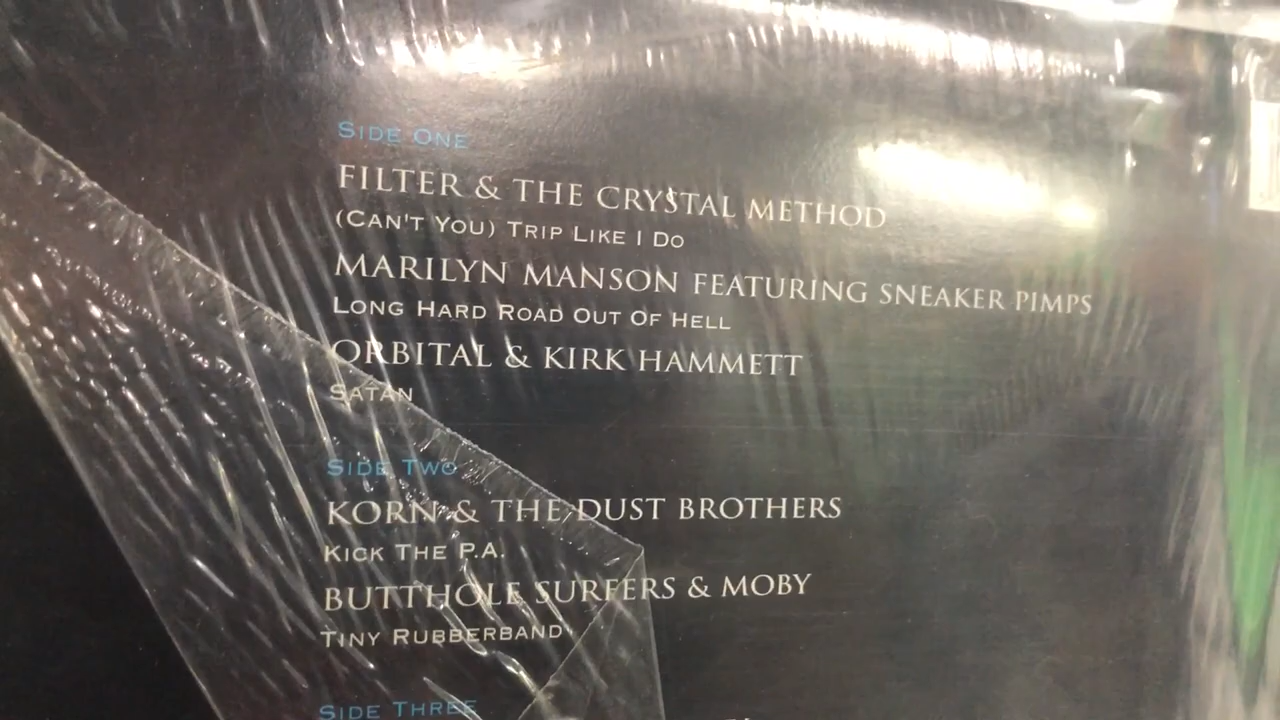 SIDE ONE
FILTER & THE CRYSTAL METHOD
(CAN'T YOU) TRIP LIKE I DO
MARILYN MANSON FEATURING SNEAKER PIMPS
LONG HARD ROAD OUT OF HELL
ORBITAL & KIRK HAMMETT
SATAN
SIDE TWO
KORN & THE DUST BROTHERS
KICK THE P.A.
BUTTHOLE SURFERS & MOBY
TINY RUBBERBAND
SIDE THREE